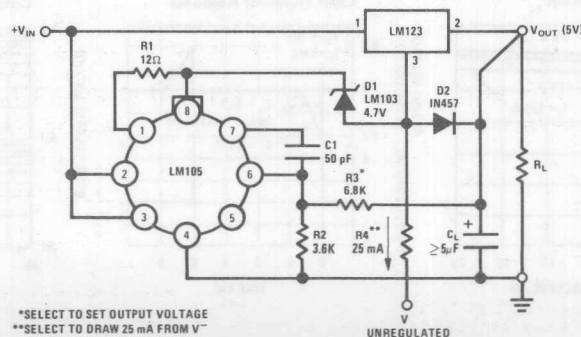 +VIN
1
LM123
2
VOUT (5V)
3
R1
12Ω
8
D1
LM103
4.7V
D2
IN457
1
7
C1
50 pF
2
LM105
6
R3*
6.8K
RL
3
5
4
R2
3.6K
R4**
25 mA
+
CL
≥5μF
*SELECT TO SET OUTPUT VOLTAGE
**SELECT TO DRAW 25 mA FROM V−
V
UNREGULATED